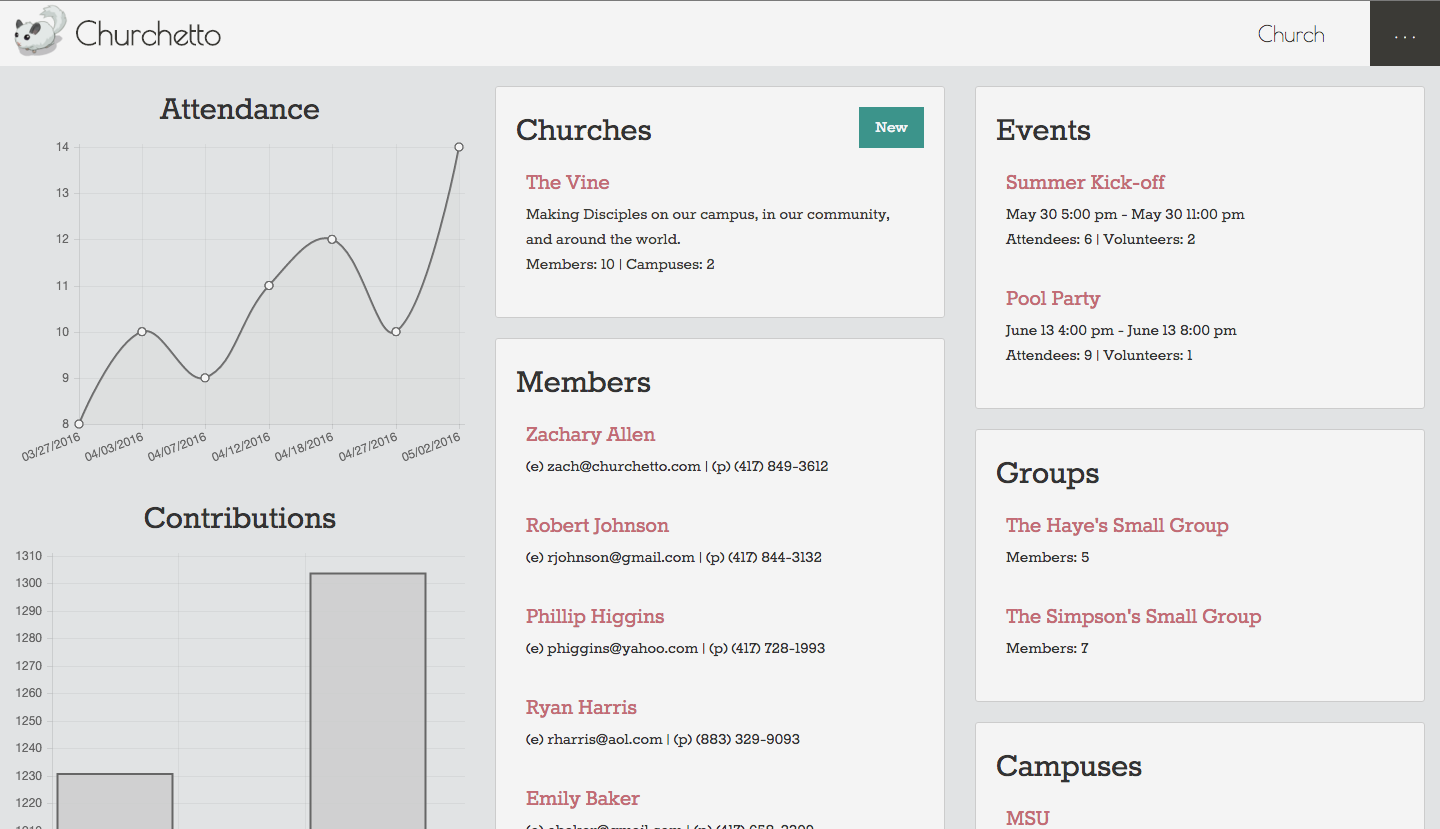 Churchetto
Church
...
Attendance
14
13
12
11
10
9
8
03/27/2016
04/03/2016
04/07/2016
04/12/2016
04/18/2016
04/27/2016
05/02/2016
Contributions
1310
1300
1290
1280
1270
1260
1250
1240
1230
1220
1210
Churches
New
The Vine
Making Disciples on our campus, in our community,
and around the world.
Members: 10 | Campuses: 2
Members
Zachary Allen
(e) zach@churchetto.com | (p) (417) 849-3612
Robert Johnson
(e) rjohnson@gmail.com | (p) (417) 844-3132
Phillip Higgins
(e) phiggins@yahoo.com | (p) (417) 728-1993
Ryan Harris
(e) rharris@aol.com | (p) (883) 329-9093
Emily Baker
Events
Summer Kick-off
May 30 5:00 pm - May 30 11:00 pm
Attendees: 6 | Volunteers: 2
Pool Party
June 13 4:00 pm - June 13 8:00 pm
Attendees: 9 | Volunteers: 1
Groups
The Haye's Small Group
Members: 5
The Simpson's Small Group
Members: 7
Campuses
MSU